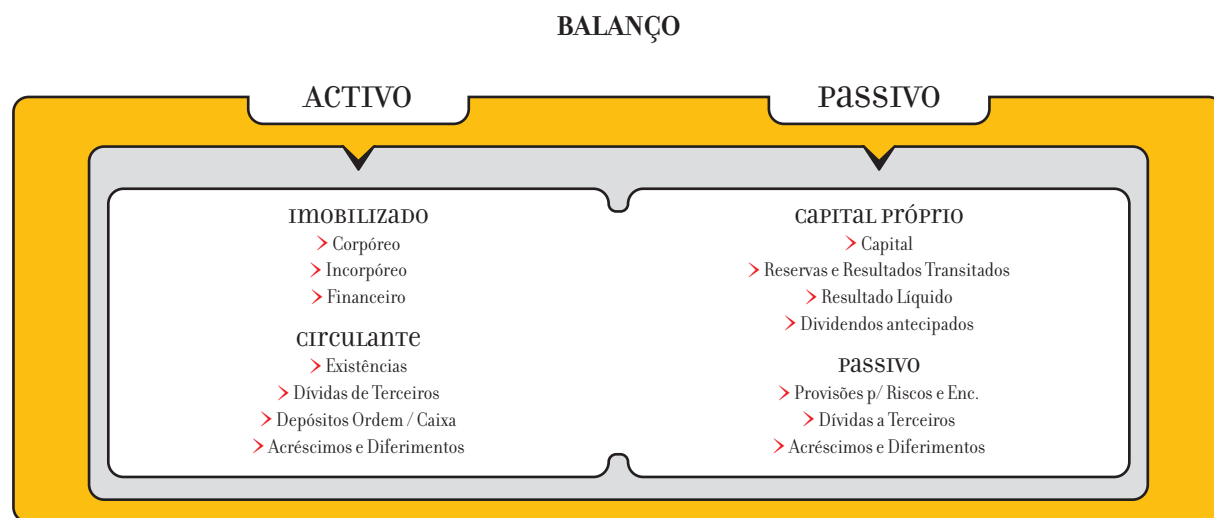 BALANÇO
ACTIVO
PASSIVO
IMOBILIZADO
Corpóreo
Incorpóreo
Financeiro
CIRCULANTE
Existências
Dívidas de Terceiros
Depósitos Ordem / Caixa
Acréscimos e Diferimentos
CAPITAL PRÓPRIO
Capital
Reservas e Resultados Transitados
Resultado Líquido
Dividendos antecipados
PASSIVO
Provisões p/ Riscos e Enc.
Dívidas a Terceiros
Acréscimos e Diferimentos